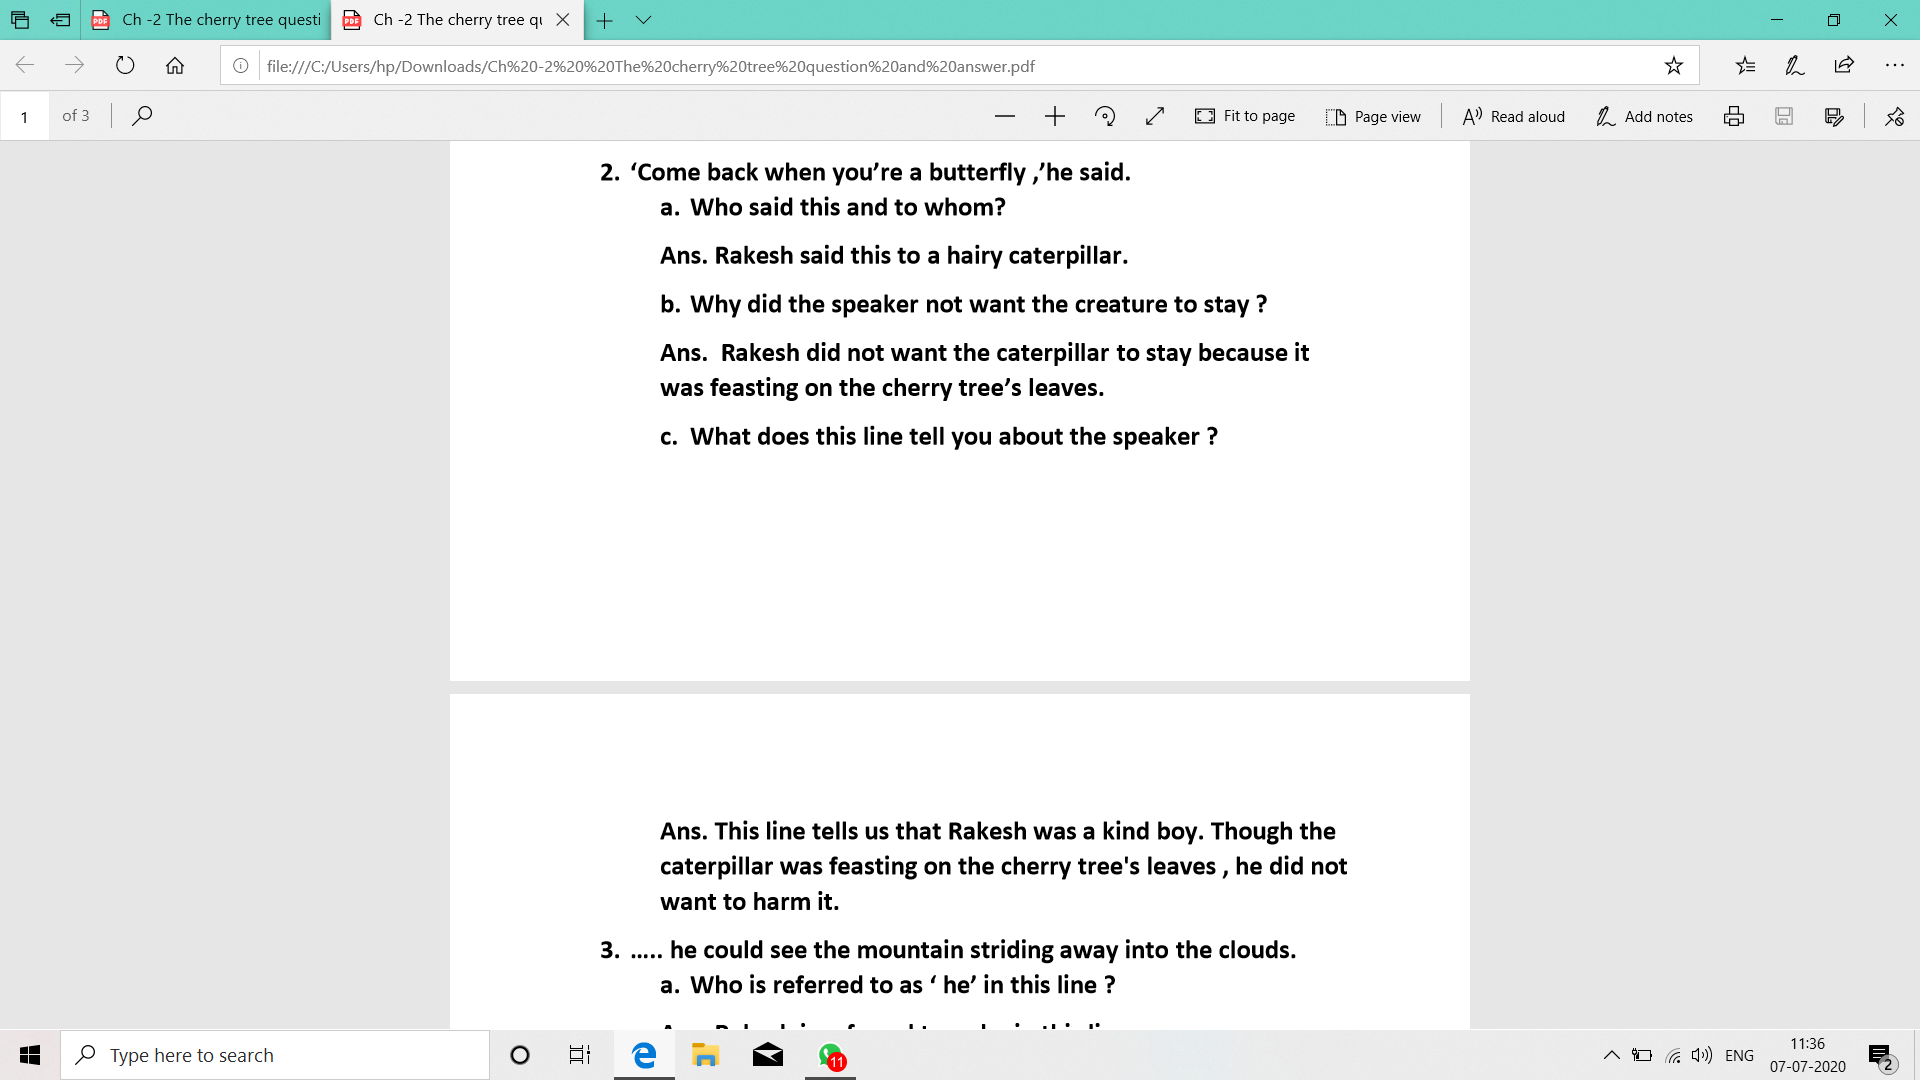 Ch -2 The cherry tree questi
Ch -2 The cherry tree qu
file:///C:/Users/hp/Downloads/Ch%20-2%20%20The%20cherry%20tree%20question%20and%20answer.pdf
1 of 3
Fit to page
Page view
Read aloud
Add notes
2. ‘Come back when you’re a butterfly ,’he said.
a. Who said this and to whom?
Ans. Rakesh said this to a hairy caterpillar.
b. Why did the speaker not want the creature to stay ?
Ans. Rakesh did not want the caterpillar to stay because it
was feasting on the cherry tree’s leaves.
c. What does this line tell you about the speaker ?
Ans. This line tells us that Rakesh was a kind boy. Though the
caterpillar was feasting on the cherry tree's leaves , he did not
want to harm it.
3. ..... he could see the mountain striding away into the clouds.
a. Who is referred to as ‘ he’ in this line ?
Type here to search
11
ENG
11:36
07-07-2020
2